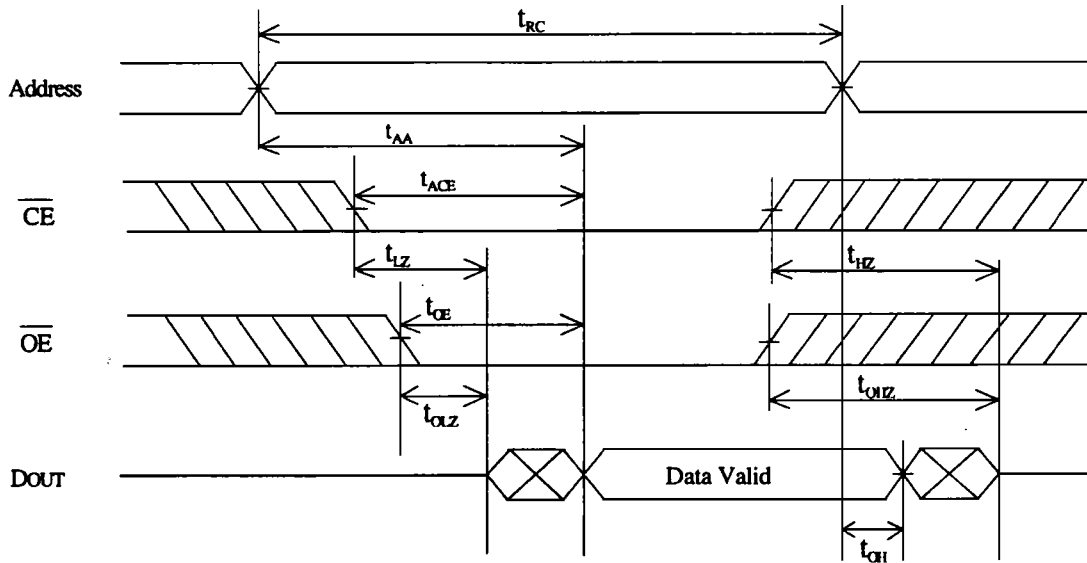 tRC
Address
tAA
tACE
CE
tLZ
tHZ
tOE
OE
tOLZ
tOHZ
DOUT
Data Valid
tOH